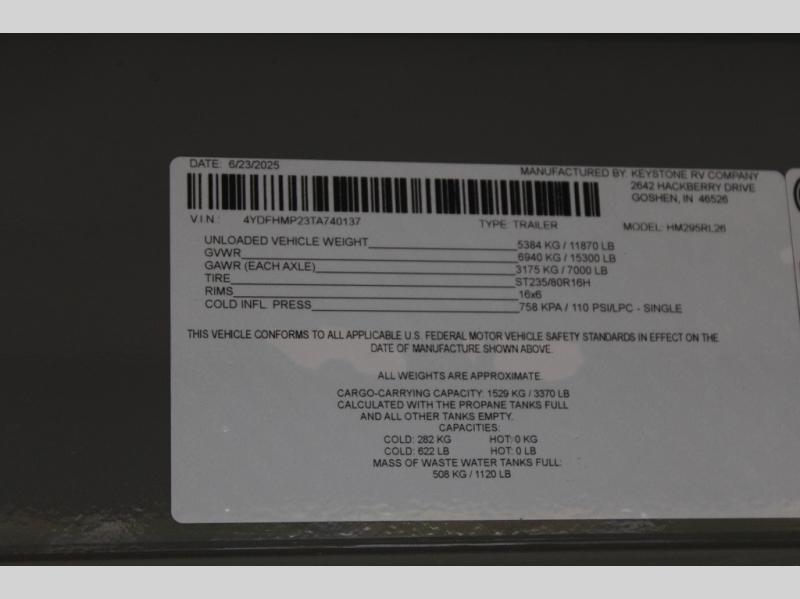 DATE: 6/23/2025
MANUFACTURED BY: KEYSTONE RV COMPANY
2642 HACKBERRY DRIVE
GOSHEN, IN 46526
V.I.N.: 4YDFHMP23TA740137 TYPE: TRAILER MODEL: HM295RL26
UNLOADED VEHICLE WEIGHT 5384 KG / 11870 LB
GVWR 6940 KG / 15300 LB
GAWR (EACH AXLE) 3175 KG / 7000 LB
TIRE ST235/80R16H
RIMS 16x6
COLD INFL. PRESS 758 KPA / 110 PSI/LPC - SINGLE
THIS VEHICLE CONFORMS TO ALL APPLICABLE U.S. FEDERAL MOTOR VEHICLE SAFETY STANDARDS IN EFFECT ON THE
DATE OF MANUFACTURE SHOWN ABOVE.
ALL WEIGHTS ARE APPROXIMATE.
CARGO-CARRYING CAPACITY: 1529 KG / 3370 LB
CALCULATED WITH THE PROPANE TANKS FULL
AND ALL OTHER TANKS EMPTY.
CAPACITIES:
COLD: 282 KG HOT: 0 KG
COLD: 622 LB HOT: 0 LB
MASS OF WASTE WATER TANKS FULL:
508 KG / 1120 LB